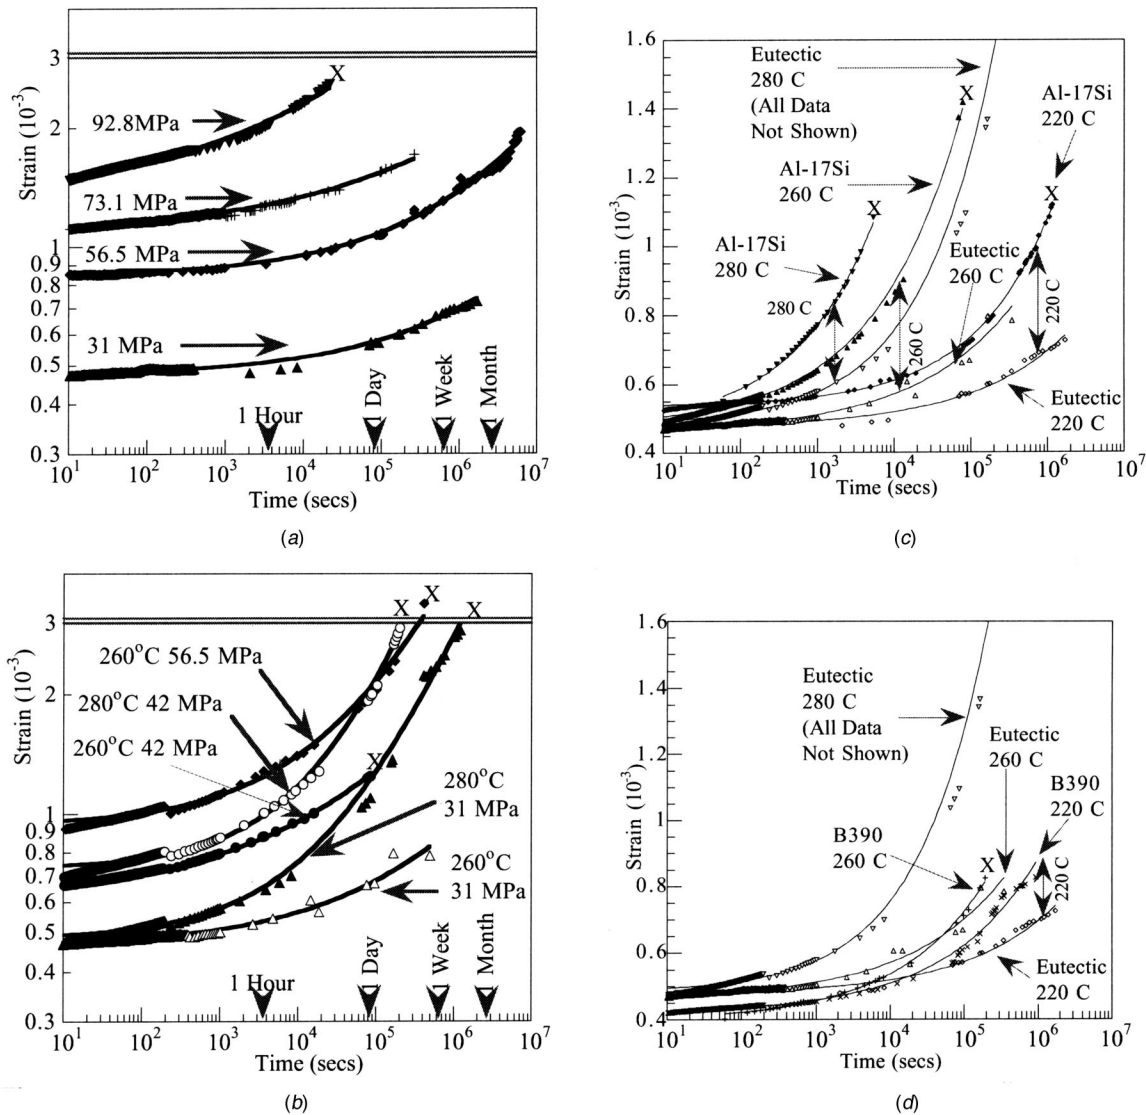 3
2
1
0.9
0.8
0.7
0.6
0.5
0.4
0.3
Strain (10⁻³)
X
92.8MPa
73.1 MPa
56.5 MPa
31 MPa
1 Hour
1 Day
1 Week
1 Month
10¹ 10² 10³ 10⁴ 10⁵ 10⁶ 10⁷
Time (secs)
(a)
1.6
1.4
1.2
1
0.8
0.6
0.4
Strain (10⁻³)
Eutectic
280 C
(All Data
Not Shown)
X
Al-17Si
220 C
Al-17Si
260 C
X
X
Al-17Si
280 C
Eutectic
260 C
280 C
260 C
220 C
Eutectic
220 C
10¹ 10² 10³ 10⁴ 10⁵ 10⁶ 10⁷
Time (secs)
(c)
3
2
1
0.9
0.8
0.7
0.6
0.5
0.4
0.3
Strain (10⁻³)
X
X
X
260°C 56.5 MPa
280°C 42 MPa
260°C 42 MPa
X
280°C
31 MPa
260°C
31 MPa
1 Hour
1 Day
1 Week
1 Month
10¹ 10² 10³ 10⁴ 10⁵ 10⁶ 10⁷
Time (secs)
(b)
1.6
1.4
1.2
1
0.8
0.6
0.4
Strain (10⁻³)
Eutectic
280 C
(All Data
Not Shown)
Eutectic
260 C
B390
220 C
B390
260 C
X
220 C
Eutectic
220 C
10¹ 10² 10³ 10⁴ 10⁵ 10⁶ 10⁷
Time (secs)
(d)